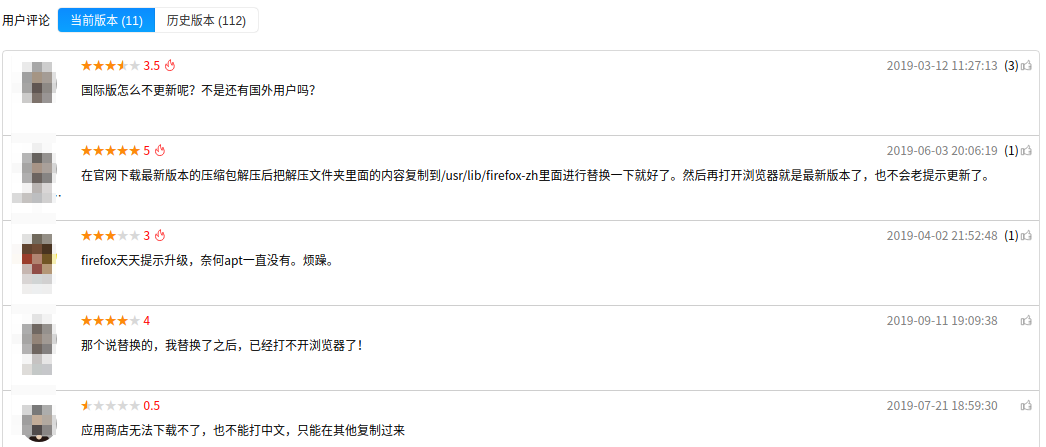 用户评论 当前版本 (11) 历史版本 (112)
3.5 2019-03-12 11:27:13 (3)
国际版怎么不更新呢？不是还有国外用户吗?
5 2019-06-03 20:06:19 (1)
在官网下载最新版本的压缩包解压后把解压文件夹里面的内容复制到/usr/lib/firefox-zh里面进行替换一下就好了。然后再打开浏览器就是最新版本了，也不会老提示更新了。
3 2019-04-02 21:52:48 (1)
firefox天天提示升级，奈何apt一直没有。烦躁。
4 2019-09-11 19:09:38
那个说替换的，我替换了之后，已经打不开浏览器了！
0.5 2019-07-21 18:59:30
应用商店无法下载不了，也不能打中文，只能在其他复制过来